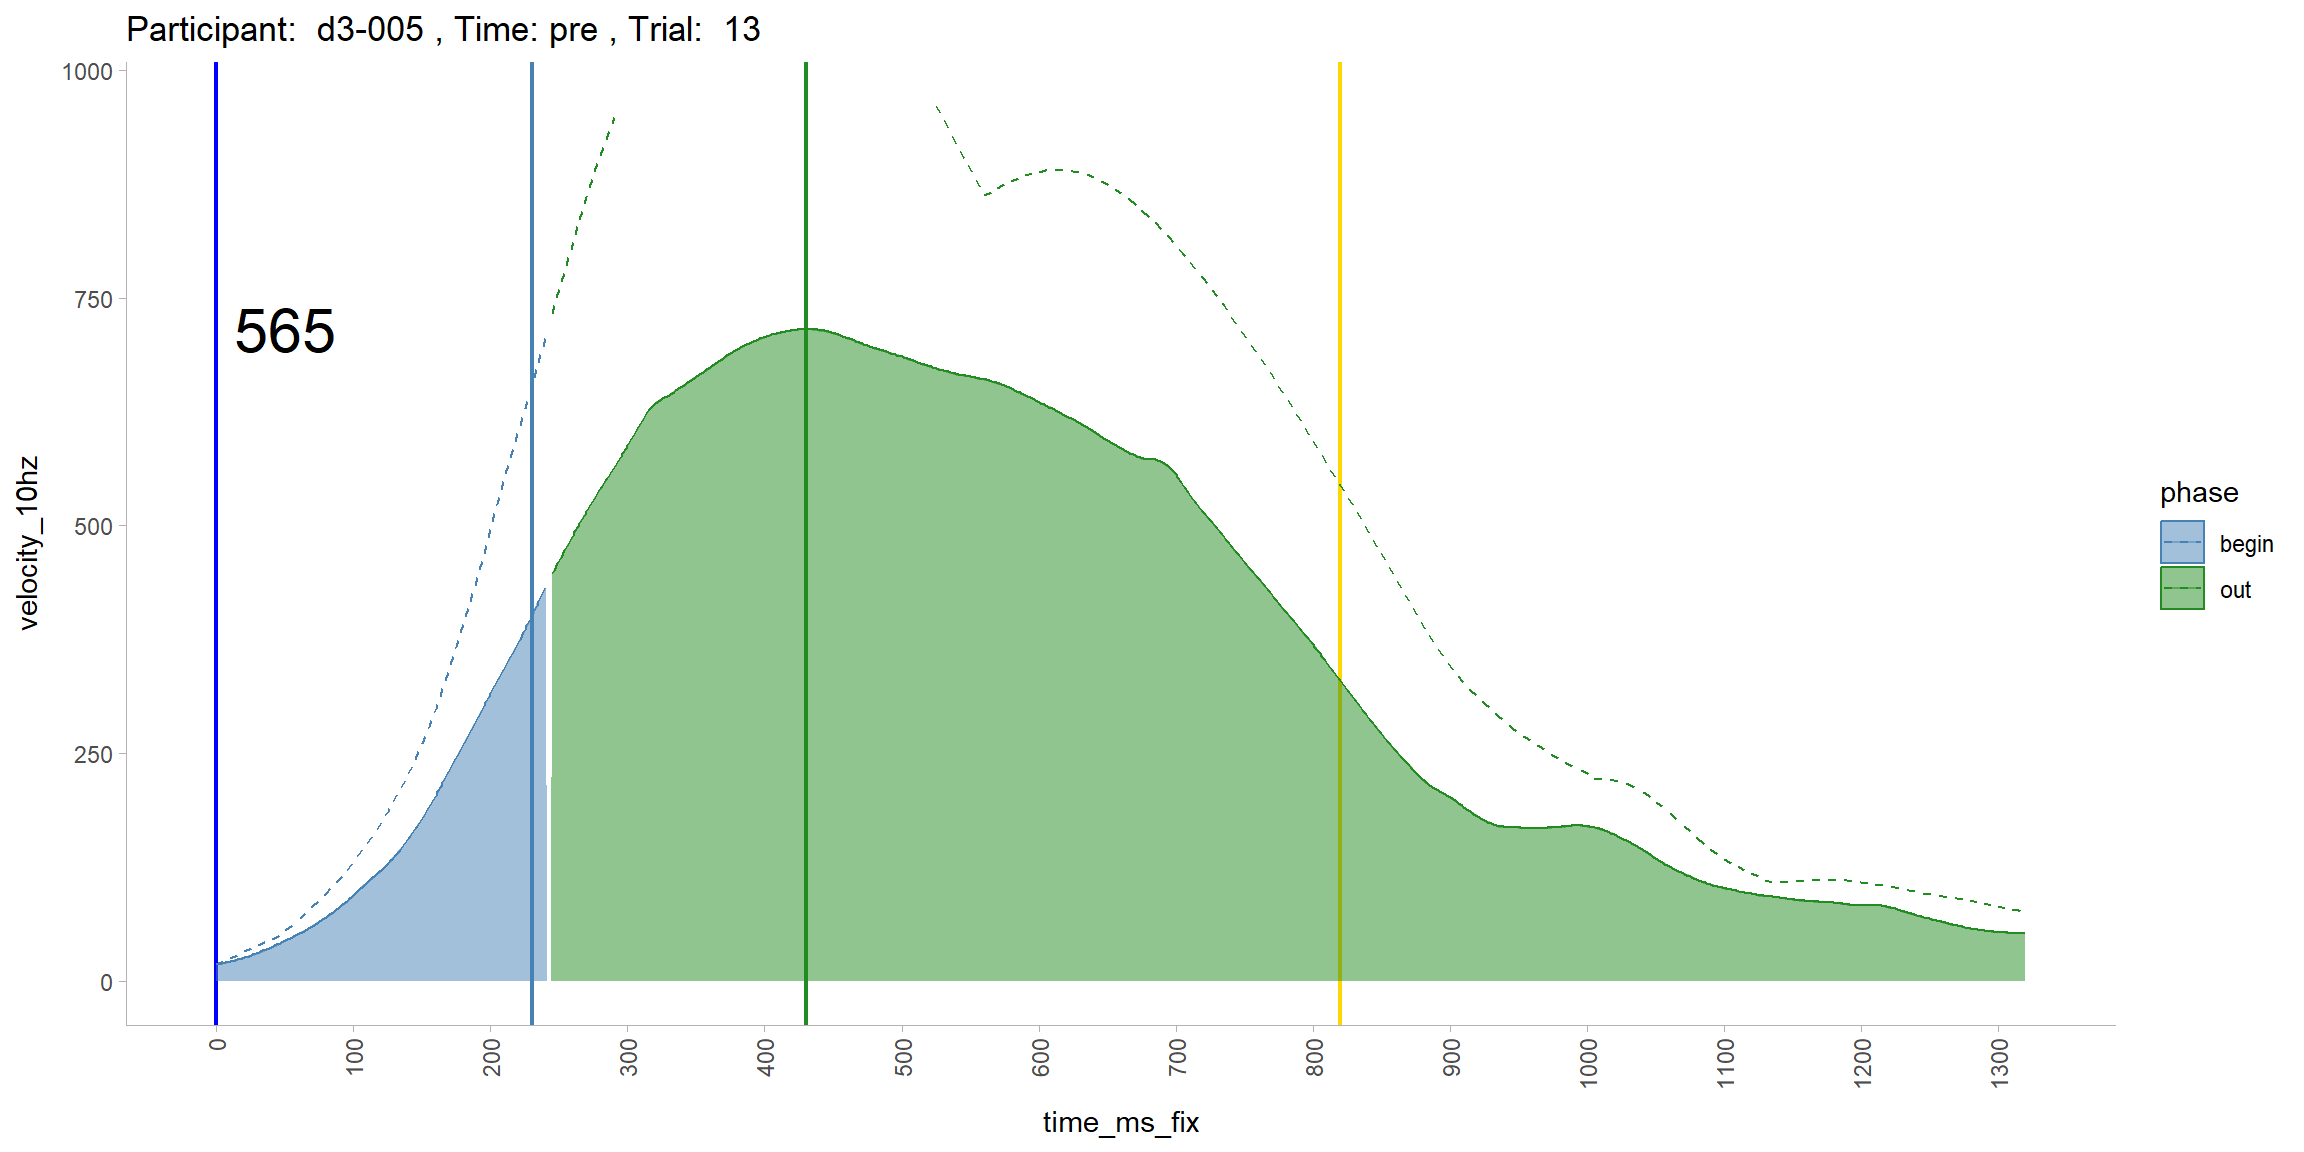 Participant:  d3-005 , Time: pre , Trial:  13
1000
750
500
250
0
velocity_10hz
565
0 100 200 300 400 500 600 700 800 900 1000 1100 1200 1300
time_ms_fix
phase
begin
out